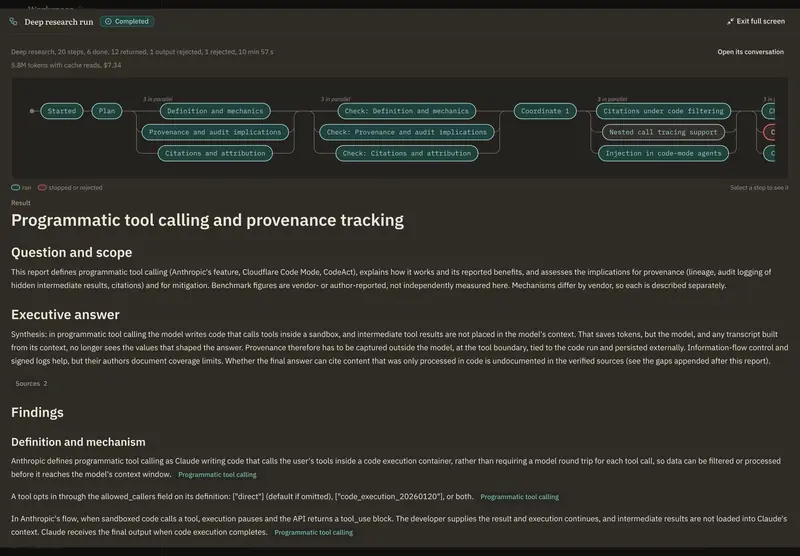 Deep research run
Completed
Exit full screen
Deep research, 20 steps, 6 done, 12 returned, 1 output rejected, 1 rejected, 10 min 57 s
5.8M tokens with cache reads, $7.34
Open its conversation
3 in parallel
3 in parallel
3 in parallel
Started
Plan
Definition and mechanics
Check: Definition and mechanics
Coordinate 1
Citations under code filtering
Provenance and audit implications
Check: Provenance and audit implications
Nested call tracing support
Citations and attribution
Check: Citations and attribution
Injection in code-mode agents
ran
stopped or rejected
Select a step to see it
Result
Programmatic tool calling and provenance tracking
Question and scope
This report defines programmatic tool calling (Anthropic's feature, Cloudflare Code Mode, CodeAct), explains how it works and its reported benefits, and assesses the implications for provenance (lineage, audit logging of
hidden intermediate results, citations) and for mitigation. Benchmark figures are vendor- or author-reported, not independently measured here. Mechanisms differ by vendor, so each is described separately.
Executive answer
Synthesis: in programmatic tool calling the model writes code that calls tools inside a sandbox, and intermediate tool results are not placed in the model's context. That saves tokens, but the model, and any transcript built
from its context, no longer sees the values that shaped the answer. Provenance therefore has to be captured outside the model, at the tool boundary, tied to the code run and persisted externally. Information-flow control and
signed logs help, but their authors document coverage limits. Whether the final answer can cite content that was only processed in code is undocumented in the verified sources (see the gaps appended after this report).
Sources 2
Findings
Definition and mechanism
Anthropic defines programmatic tool calling as Claude writing code that calls the user's tools inside a code execution container, rather than requiring a model round trip for each tool call, so data can be filtered or processed
before it reaches the model's context window. Programmatic tool calling
A tool opts in through the allowed_callers field on its definition: ["direct"] (default if omitted), ["code_execution_20260120"], or both. Programmatic tool calling
In Anthropic's flow, when sandboxed code calls a tool, execution pauses and the API returns a tool_use block. The developer supplies the result and execution continues, and intermediate results are not loaded into Claude's
context. Claude receives the final output when code execution completes. Programmatic tool calling